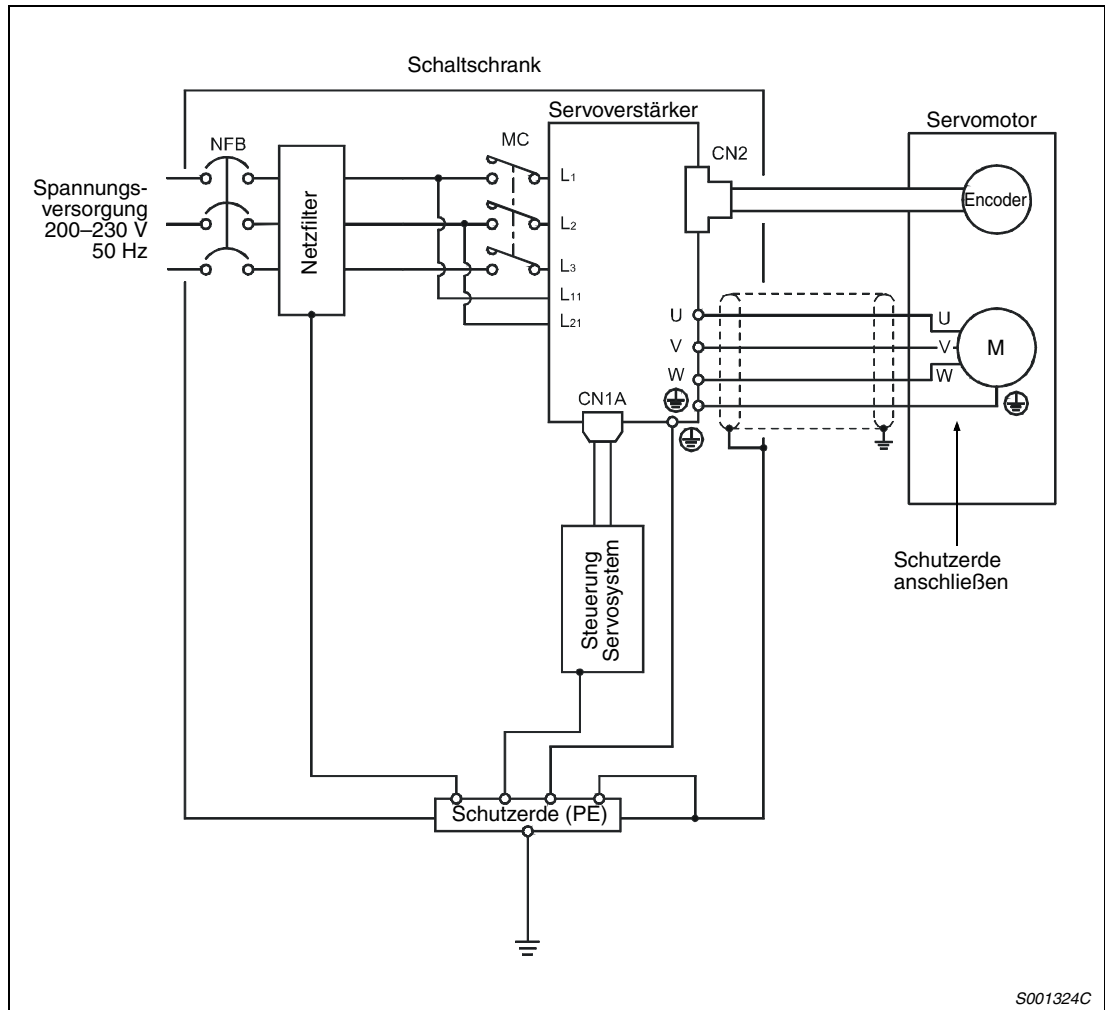 Schaltschrank
Servoverstärker
Servomotor
NFB
MC
CN2
Spannungs-
versorgung
200–230 V
50 Hz
Netzfilter
L1
L2
L3
L11
L21
Encoder
U
V
W
U
V
W
M
CN1A
Steuerung
Servosystem
Schutzerde
anschließen
Schutzerde (PE)
S001324C